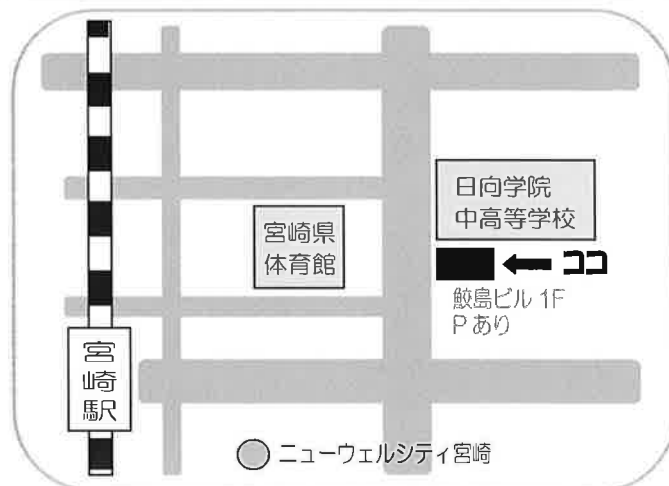 日向学院
中高等学校
宮崎県
体育館
ココ
鮫島ビル 1F
P あり
宮崎駅
ニューウェルシティ宮崎